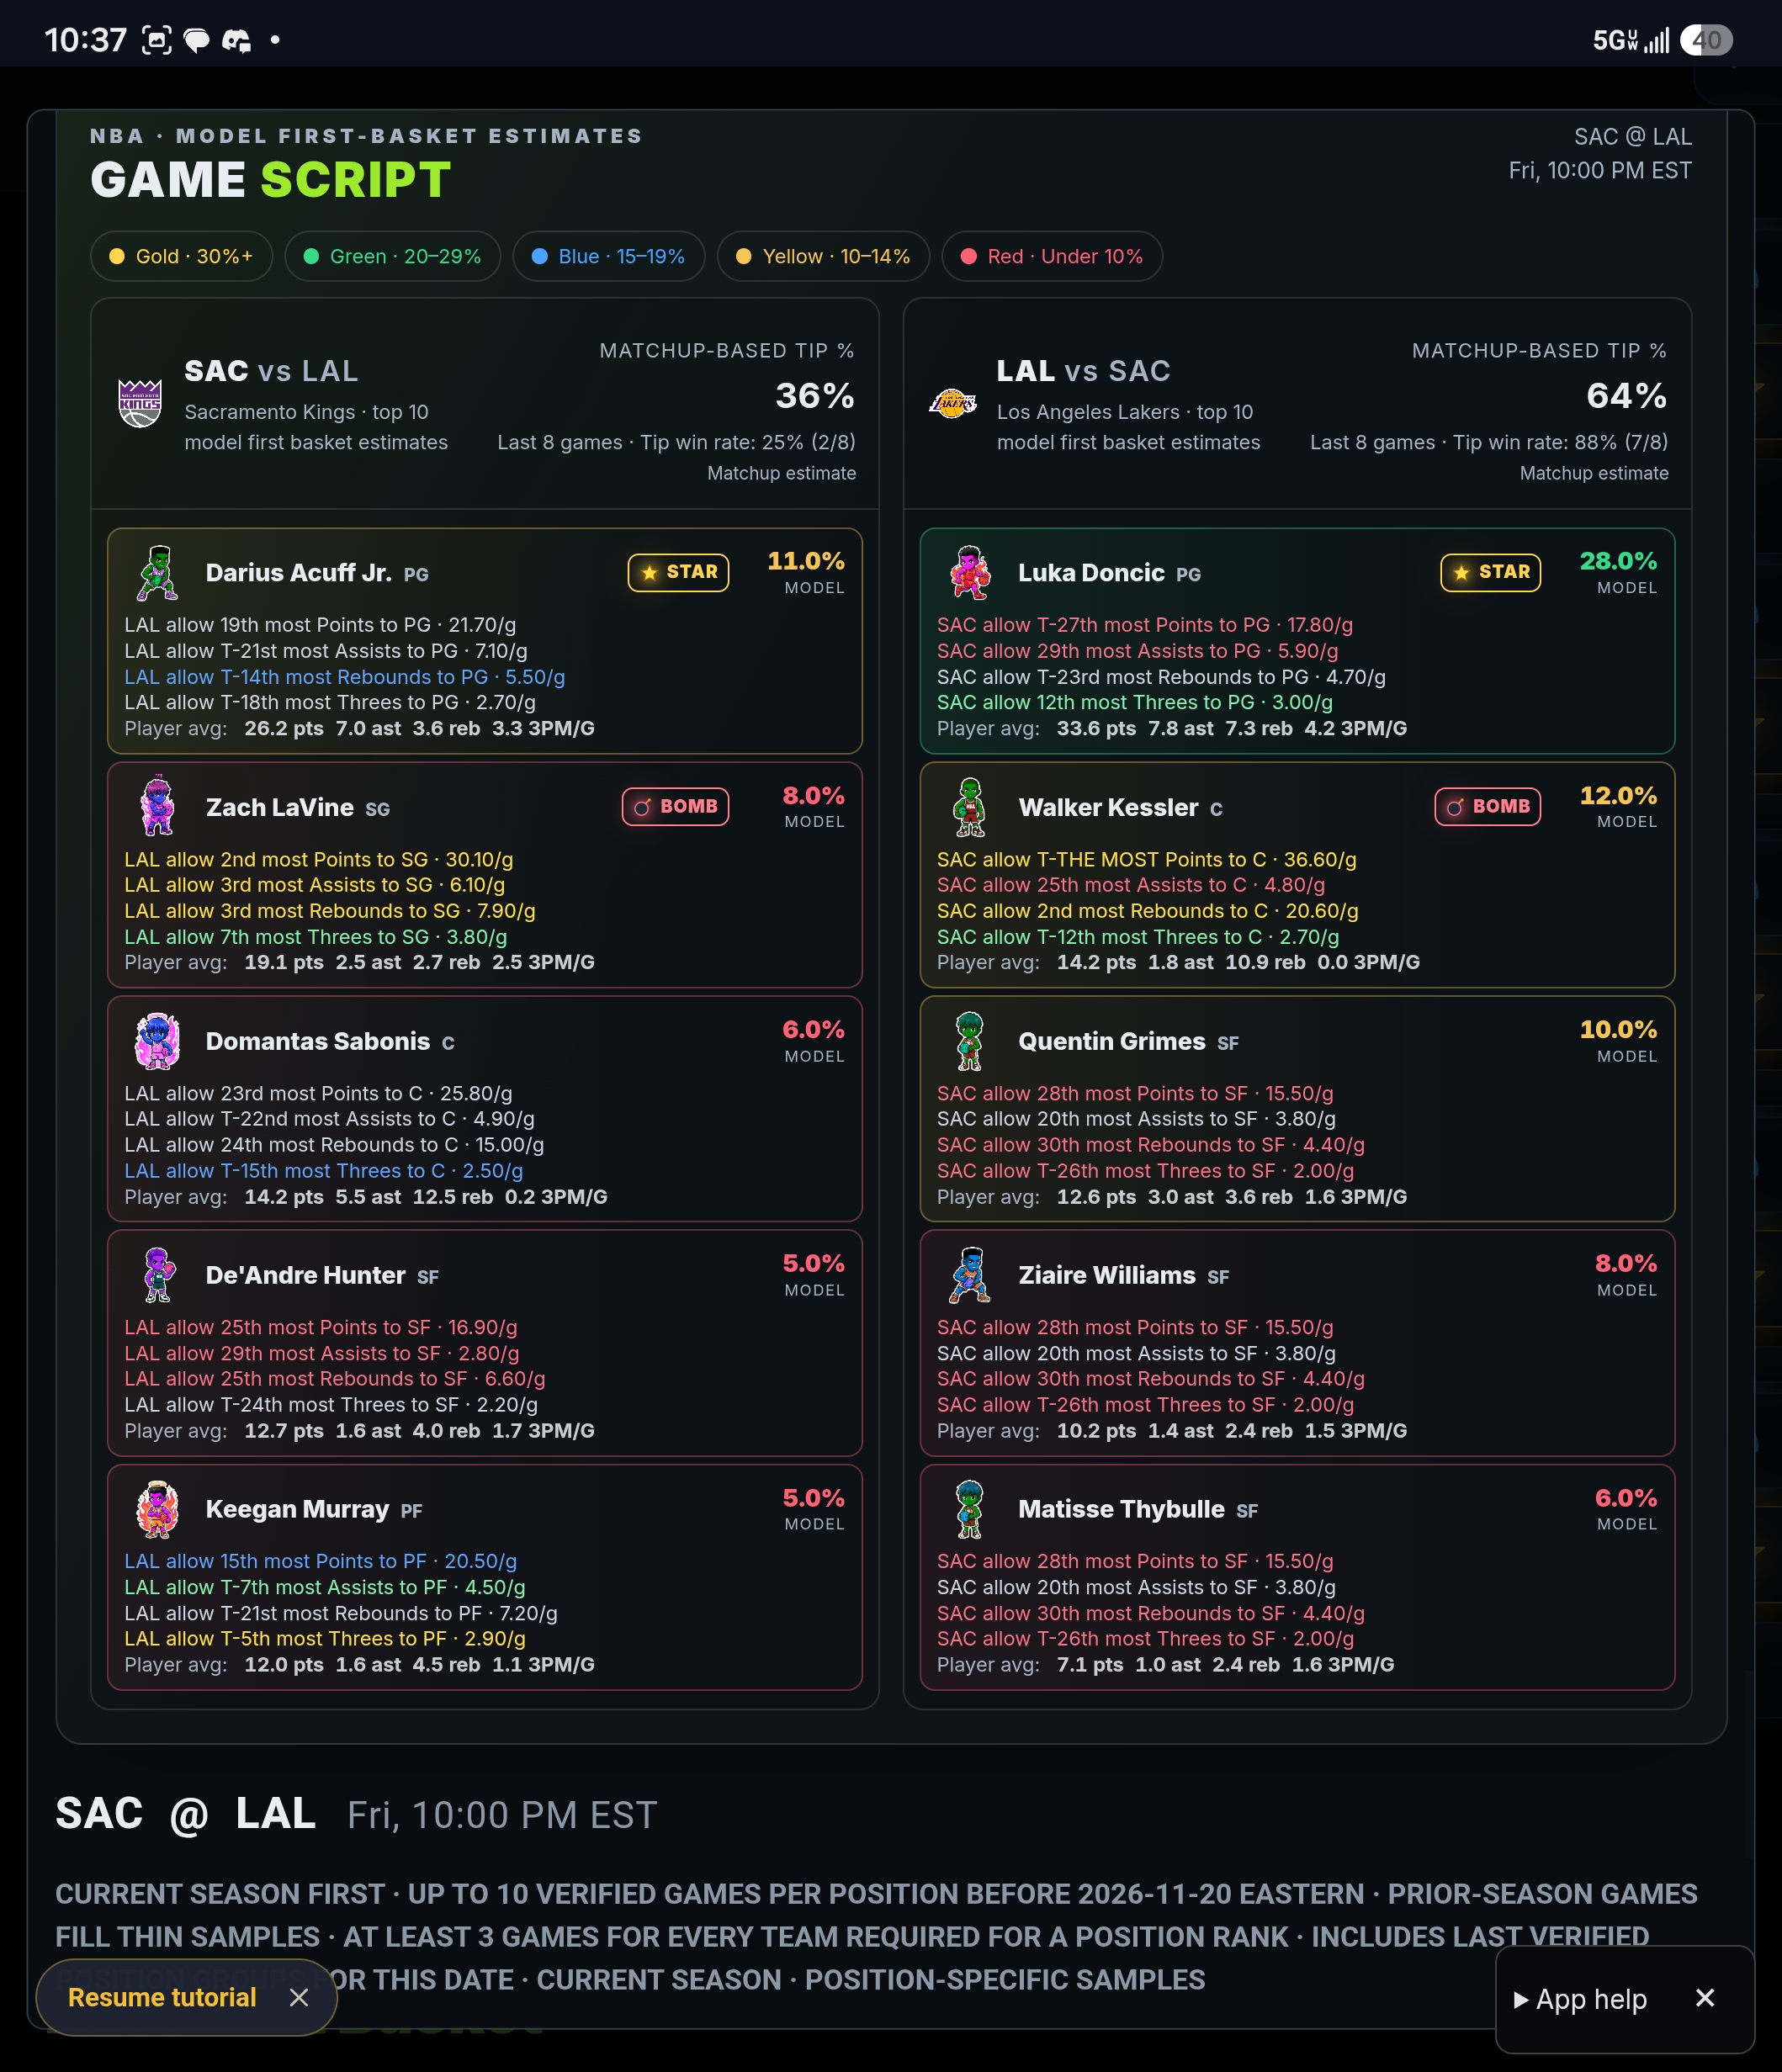 10:37
5G UW
40
NBA · MODEL FIRST-BASKET ESTIMATES
GAME SCRIPT
SAC @ LAL
Fri, 10:00 PM EST
Gold · 30%+
Green · 20–29%
Blue · 15–19%
Yellow · 10–14%
Red · Under 10%
SAC vs LAL
Sacramento Kings · top 10
model first basket estimates
MATCHUP-BASED TIP %
36%
Last 8 games · Tip win rate: 25% (2/8)
Matchup estimate
Darius Acuff Jr. PG
STAR
11.0%
MODEL
LAL allow 19th most Points to PG · 21.70/g
LAL allow T-21st most Assists to PG · 7.10/g
LAL allow T-14th most Rebounds to PG · 5.50/g
LAL allow T-18th most Threes to PG · 2.70/g
Player avg: 26.2 pts 7.0 ast 3.6 reb 3.3 3PM/G
Zach LaVine SG
BOMB
8.0%
MODEL
LAL allow 2nd most Points to SG · 30.10/g
LAL allow 3rd most Assists to SG · 6.10/g
LAL allow 3rd most Rebounds to SG · 7.90/g
LAL allow 7th most Threes to SG · 3.80/g
Player avg: 19.1 pts 2.5 ast 2.7 reb 2.5 3PM/G
Domantas Sabonis C
6.0%
MODEL
LAL allow 23rd most Points to C · 25.80/g
LAL allow T-22nd most Assists to C · 4.90/g
LAL allow 24th most Rebounds to C · 15.00/g
LAL allow T-15th most Threes to C · 2.50/g
Player avg: 14.2 pts 5.5 ast 12.5 reb 0.2 3PM/G
De'Andre Hunter SF
5.0%
MODEL
LAL allow 25th most Points to SF · 16.90/g
LAL allow 29th most Assists to SF · 2.80/g
LAL allow 25th most Rebounds to SF · 6.60/g
LAL allow T-24th most Threes to SF · 2.20/g
Player avg: 12.7 pts 1.6 ast 4.0 reb 1.7 3PM/G
Keegan Murray PF
5.0%
MODEL
LAL allow 15th most Points to PF · 20.50/g
LAL allow T-7th most Assists to PF · 4.50/g
LAL allow T-21st most Rebounds to PF · 7.20/g
LAL allow T-5th most Threes to PF · 2.90/g
Player avg: 12.0 pts 1.6 ast 4.5 reb 1.1 3PM/G
LAL vs SAC
Los Angeles Lakers · top 10
model first basket estimates
MATCHUP-BASED TIP %
64%
Last 8 games · Tip win rate: 88% (7/8)
Matchup estimate
Luka Doncic PG
STAR
28.0%
MODEL
SAC allow T-27th most Points to PG · 17.80/g
SAC allow 29th most Assists to PG · 5.90/g
SAC allow T-23rd most Rebounds to PG · 4.70/g
SAC allow 12th most Threes to PG · 3.00/g
Player avg: 33.6 pts 7.8 ast 7.3 reb 4.2 3PM/G
Walker Kessler C
BOMB
12.0%
MODEL
SAC allow T-THE MOST Points to C · 36.60/g
SAC allow 25th most Assists to C · 4.80/g
SAC allow 2nd most Rebounds to C · 20.60/g
SAC allow T-12th most Threes to C · 2.70/g
Player avg: 14.2 pts 1.8 ast 10.9 reb 0.0 3PM/G
Quentin Grimes SF
10.0%
MODEL
SAC allow 28th most Points to SF · 15.50/g
SAC allow 20th most Assists to SF · 3.80/g
SAC allow 30th most Rebounds to SF · 4.40/g
SAC allow T-26th most Threes to SF · 2.00/g
Player avg: 12.6 pts 3.0 ast 3.6 reb 1.6 3PM/G
Ziaire Williams SF
8.0%
MODEL
SAC allow 28th most Points to SF · 15.50/g
SAC allow 20th most Assists to SF · 3.80/g
SAC allow 30th most Rebounds to SF · 4.40/g
SAC allow T-26th most Threes to SF · 2.00/g
Player avg: 10.2 pts 1.4 ast 2.4 reb 1.5 3PM/G
Matisse Thybulle SF
6.0%
MODEL
SAC allow 28th most Points to SF · 15.50/g
SAC allow 20th most Assists to SF · 3.80/g
SAC allow 30th most Rebounds to SF · 4.40/g
SAC allow T-26th most Threes to SF · 2.00/g
Player avg: 7.1 pts 1.0 ast 2.4 reb 1.6 3PM/G
SAC @ LAL Fri, 10:00 PM EST
CURRENT SEASON FIRST · UP TO 10 VERIFIED GAMES PER POSITION BEFORE 2026-11-20 EASTERN · PRIOR-SEASON GAMES
FILL THIN SAMPLES · AT LEAST 3 GAMES FOR EVERY TEAM REQUIRED FOR A POSITION RANK · INCLUDES LAST VERIFIED
POSITION GROUPS FOR THIS DATE · CURRENT SEASON · POSITION-SPECIFIC SAMPLES
Resume tutorial
App help